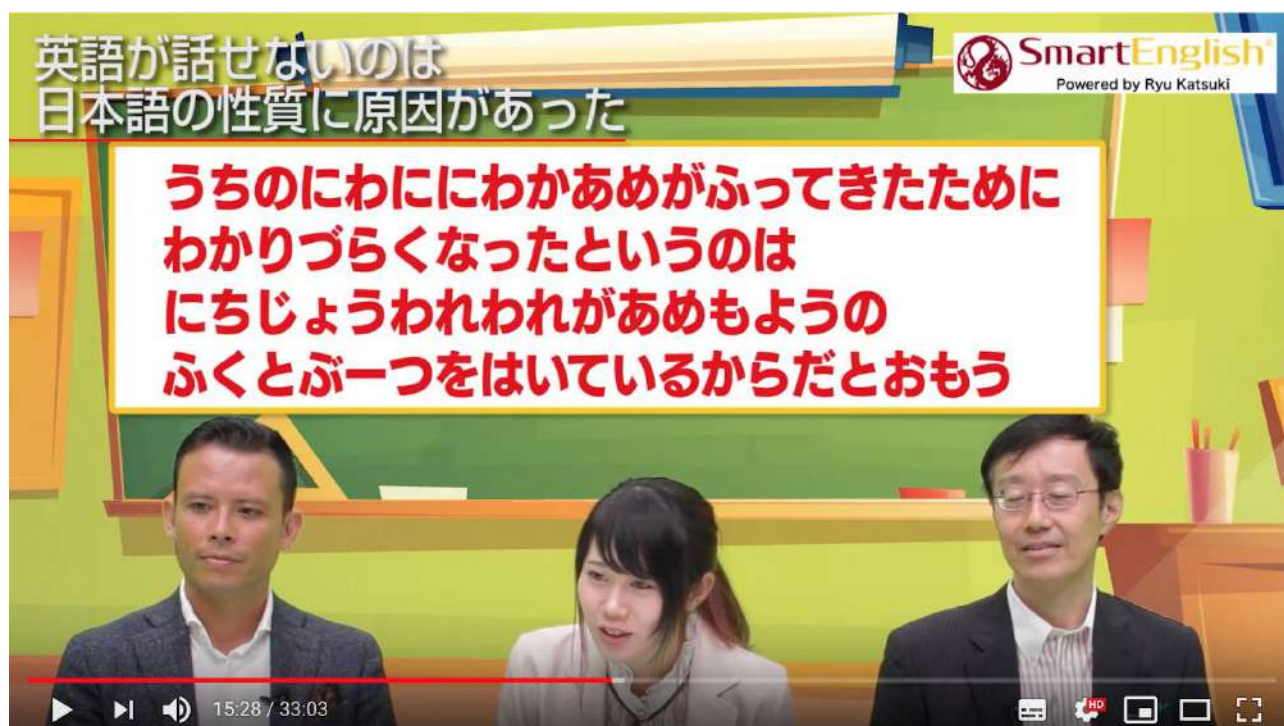 英語が話せないのは
日本語の性質に原因があった
SmartEnglish
Powered by Ryu Katsuki
うちのにわににわかあめがふってきたために
わかりづらくなったというのは
にちじょうわれわれがあめもようの
ふくとぶーつをはいているからだとおもう
15:28 / 33:03
HD